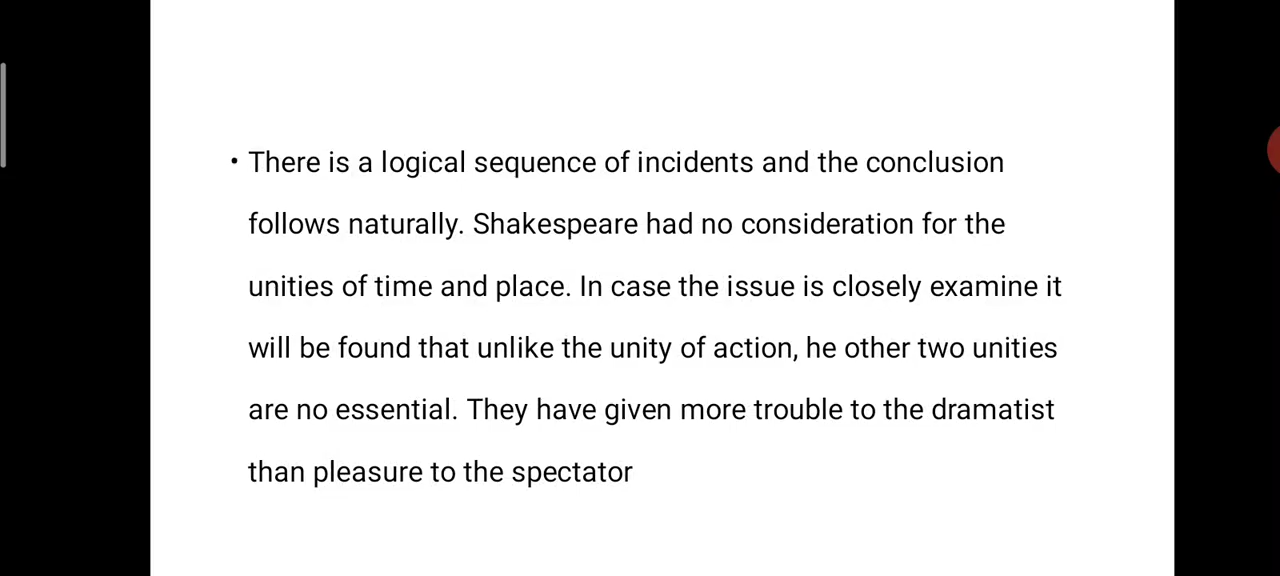 • There is a logical sequence of incidents and the conclusion
follows naturally. Shakespeare had no consideration for the
unities of time and place. In case the issue is closely examine it
will be found that unlike the unity of action, he other two unities
are no essential. They have given more trouble to the dramatist
than pleasure to the spectator